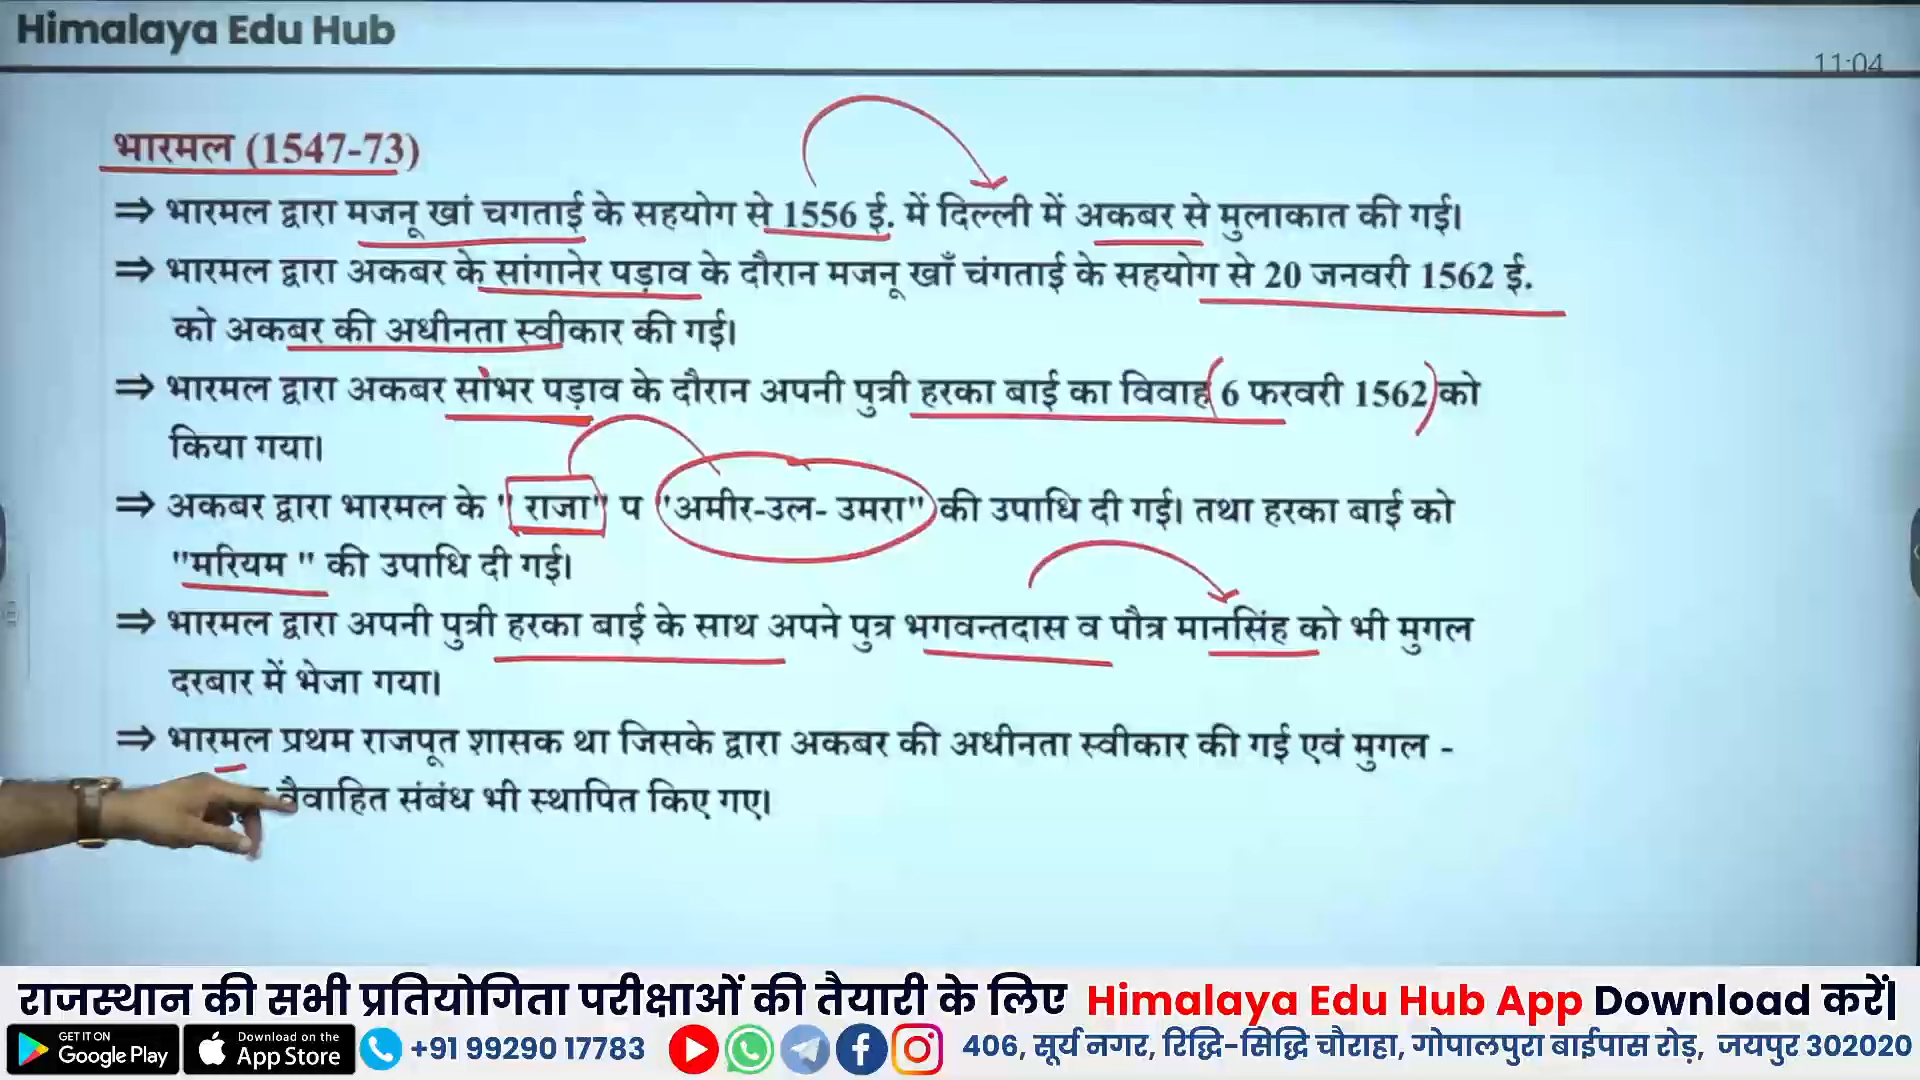 Himalaya Edu Hub
11:04
भारमल (1547-73)
⇒ भारमल द्वारा मजनू खां चगताई के सहयोग से 1556 ई. में दिल्ली में अकबर से मुलाकात की गई।
⇒ भारमल द्वारा अकबर के सांगानेर पड़ाव के दौरान मजनू खाँ चंगताई के सहयोग से 20 जनवरी 1562 ई.
को अकबर की अधीनता स्वीकार की गई।
⇒ भारमल द्वारा अकबर सांभर पड़ाव के दौरान अपनी पुत्री हरका बाई का विवाह 6 फरवरी 1562 को
किया गया।
⇒ अकबर द्वारा भारमल के " राजा" प "अमीर-उल- उमरा" की उपाधि दी गई। तथा हरका बाई को
"मरियम " की उपाधि दी गई।
⇒ भारमल द्वारा अपनी पुत्री हरका बाई के साथ अपने पुत्र भगवन्तदास व पौत्र मानसिंह को भी मुगल
दरबार में भेजा गया।
⇒ भारमल प्रथम राजपूत शासक था जिसके द्वारा अकबर की अधीनता स्वीकार की गई एवं मुगल -
वैवाहित संबंध भी स्थापित किए गए।
राजस्थान की सभी प्रतियोगिता परीक्षाओं की तैयारी के लिए Himalaya Edu Hub App Download करें|
GET IT ON Google Play Download on the App Store +91 99290 17783 406, सूर्य नगर, रिद्धि-सिद्धि चौराहा, गोपालपुरा बाईपास रोड़, जयपुर 302020